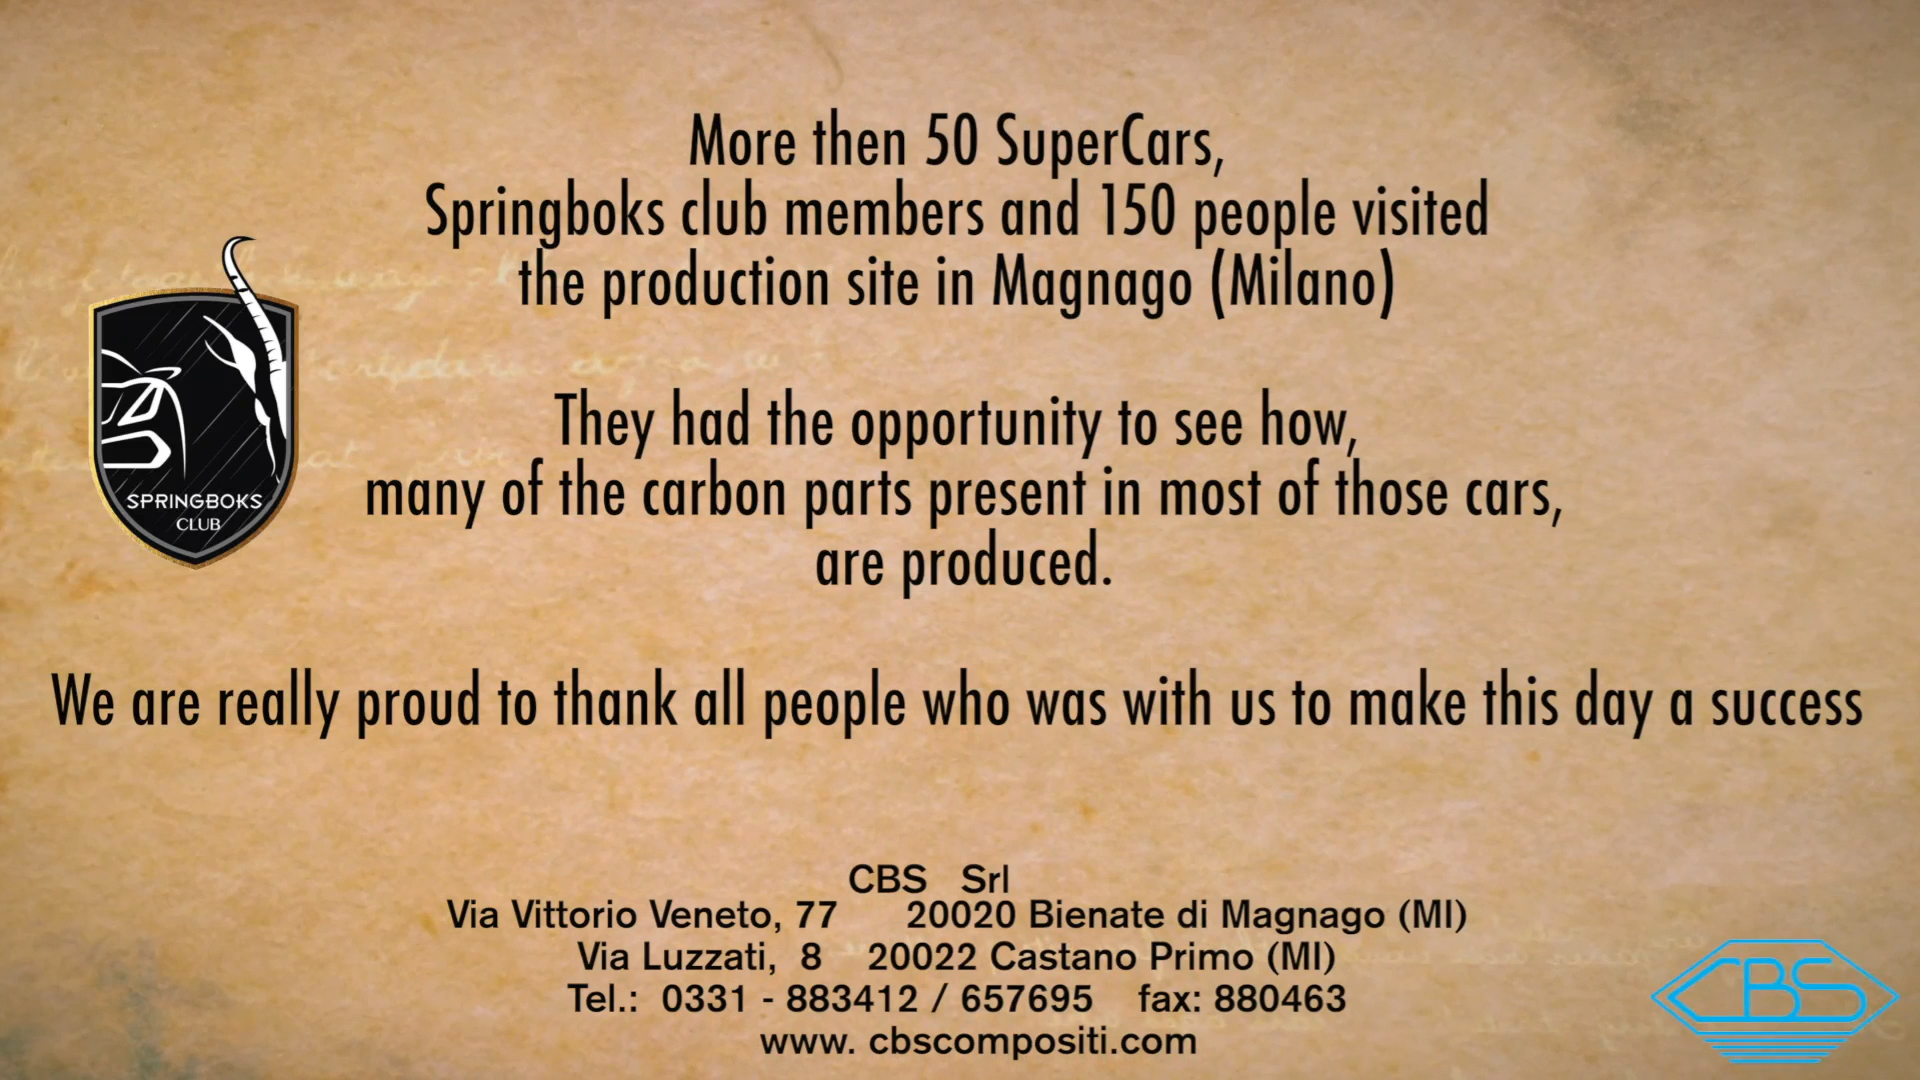 More then 50 SuperCars,
Springboks club members and 150 people visited
the production site in Magnago (Milano)
They had the opportunity to see how,
many of the carbon parts present in most of those cars,
are produced.
SPRINGBOKS
CLUB
We are really proud to thank all people who was with us to make this day a success
CBS Srl
Via Vittorio Veneto, 77 20020 Bienate di Magnago (MI)
Via Luzzati, 8 20022 Castano Primo (MI)
Tel.: 0331 - 883412 / 657695 fax: 880463
www. cbscompositi.com
CBS